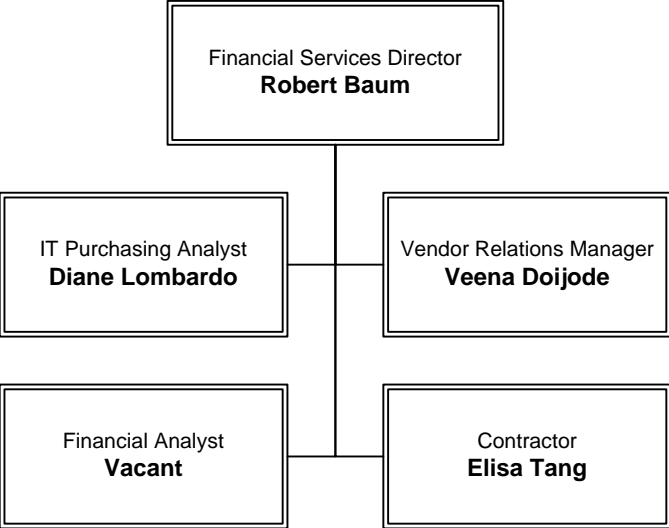 Financial Services Director
Robert Baum
IT Purchasing Analyst
Diane Lombardo
Vendor Relations Manager
Veena Doijode
Financial Analyst
Vacant
Contractor
Elisa Tang